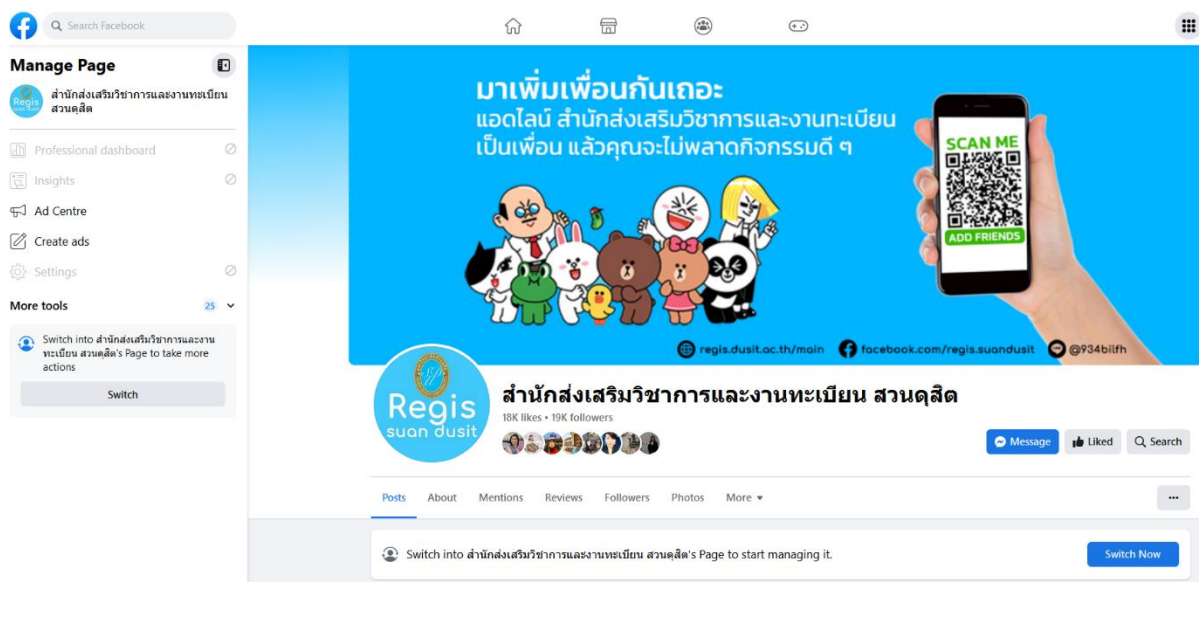 Search Facebook
Manage Page
Regis
สำนักส่งเสริมวิชาการและงานทะเบียน
สวนดุสิต
Professional dashboard
Insights
Ad Centre
Create ads
Settings
More tools
25
Switch into สำนักส่งเสริมวิชาการและงาน
ทะเบียน สวนดุสิต's Page to take more
actions
Switch
มาเพิ่มเพื่อนกันเถอะ
แอดไลน์ สำนักส่งเสริมวิชาการและงานทะเบียน
เป็นเพื่อน แล้วคุณจะไม่พลาดกิจกรรมดี ๆ
SCAN ME
ADD FRIENDS
regis.dusit.ac.th/main facebook.com/regis.suandusit @934bilfh
Regis
suan dusit
สำนักส่งเสริมวิชาการและงานทะเบียน สวนดุสิต
18K likes • 19K followers
Message Liked Search
Posts About Mentions Reviews Followers Photos More
Switch into สำนักส่งเสริมวิชาการและงานทะเบียน สวนดุสิต's Page to start managing it.
Switch Now